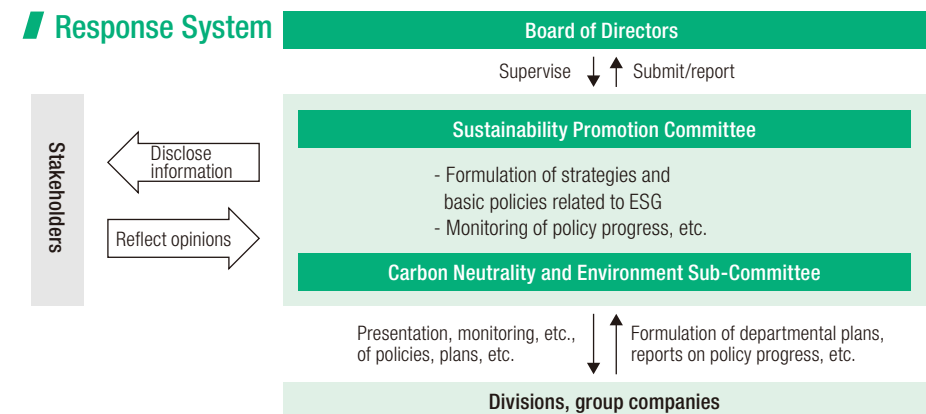 Response System
Board of Directors
Supervise
Submit/report
Stakeholders
Disclose
information
Reflect opinions
Sustainability Promotion Committee
- Formulation of strategies and
basic policies related to ESG
- Monitoring of policy progress, etc.
Carbon Neutrality and Environment Sub-Committee
Presentation, monitoring, etc.,
of policies, plans, etc.
Formulation of departmental plans,
reports on policy progress, etc.
Divisions, group companies